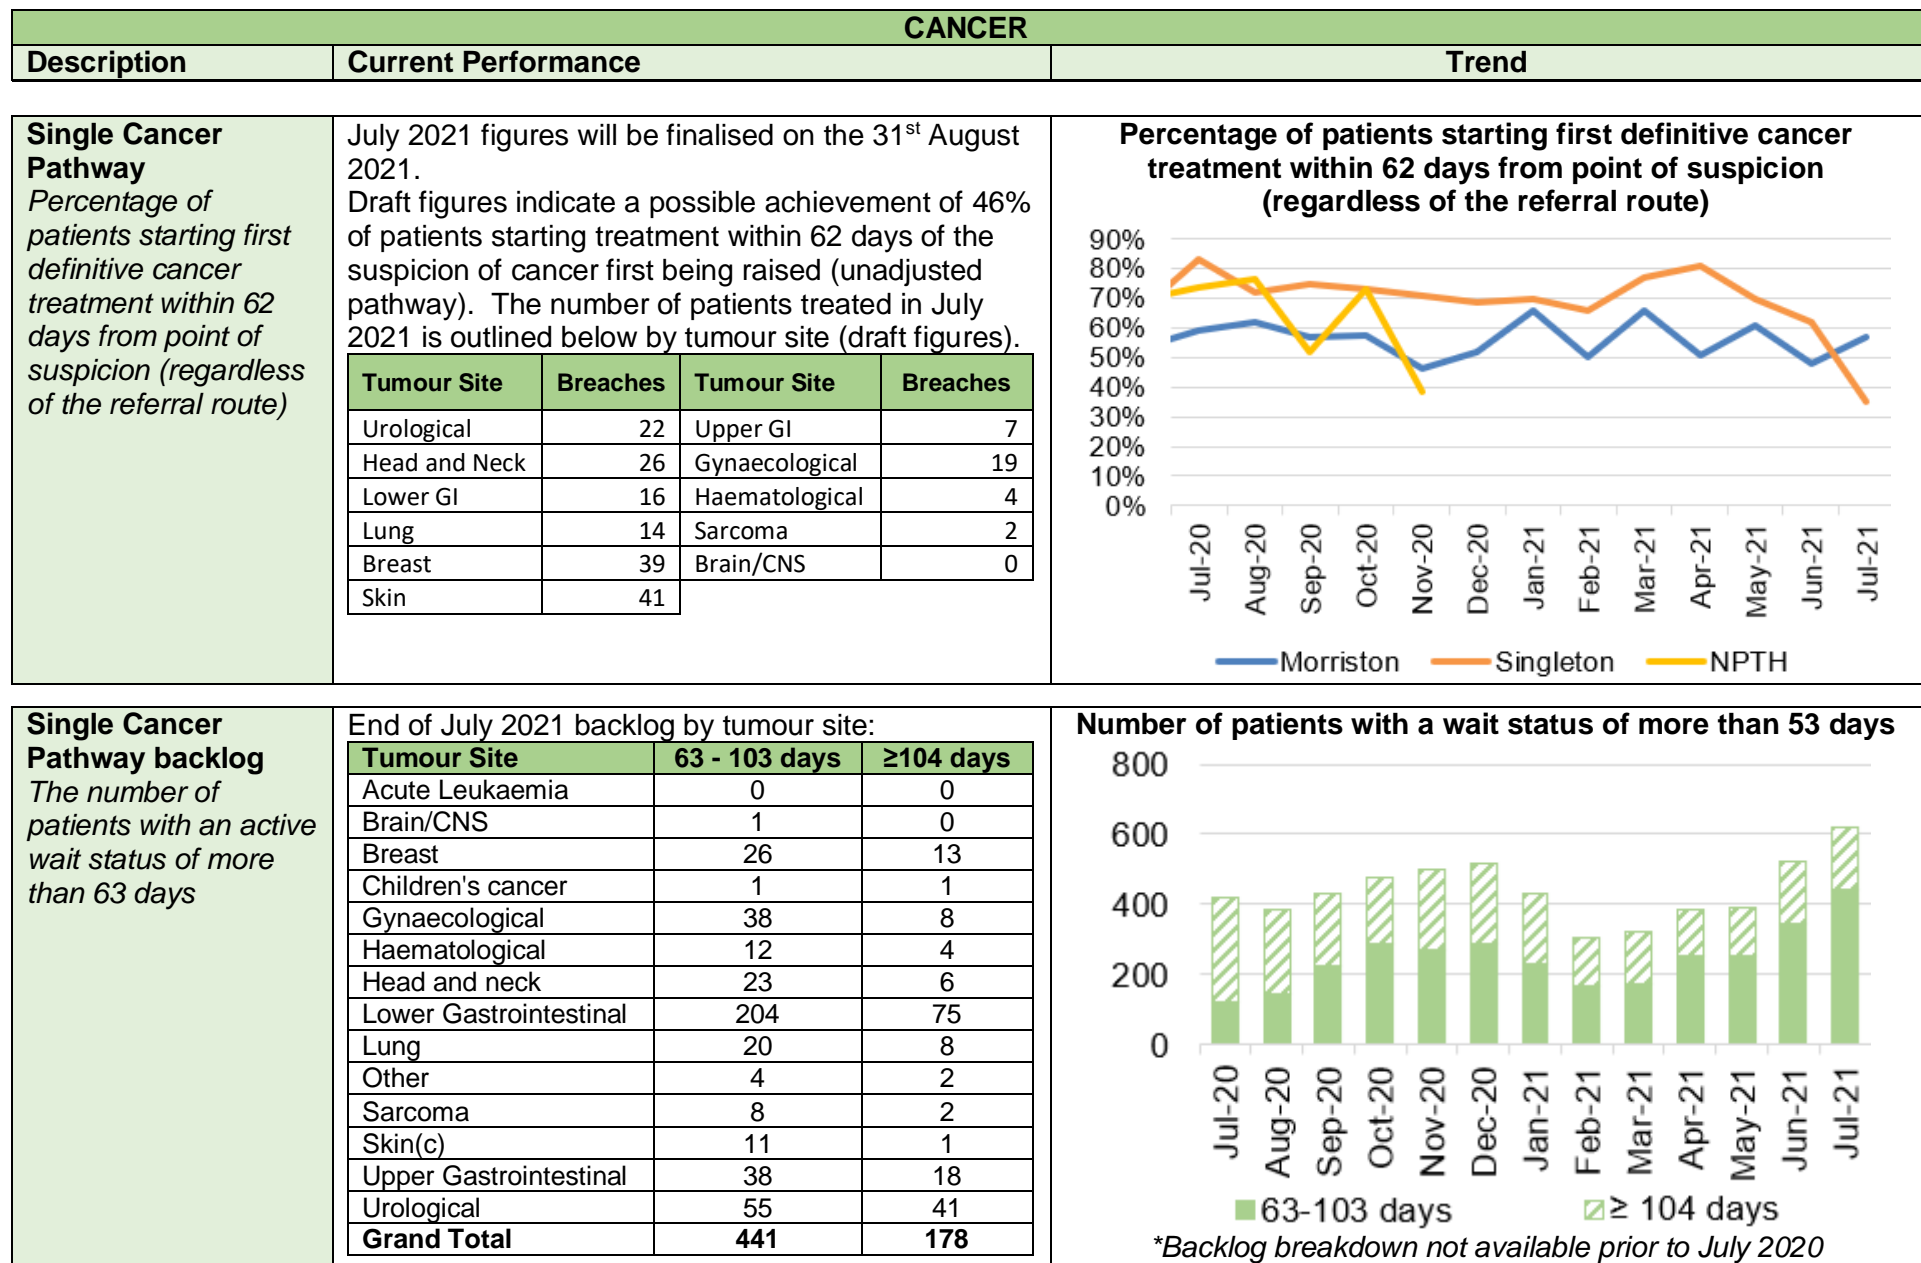 CANCER
Description Current Performance Trend
Single Cancer
Pathway
Percentage of
patients starting first
definitive cancer
treatment within 62
days from point of
suspicion (regardless
of the referral route)
July 2021 figures will be finalised on the 31st August
2021.
Draft figures indicate a possible achievement of 46%
of patients starting treatment within 62 days of the
suspicion of cancer first being raised (unadjusted
pathway). The number of patients treated in July
2021 is outlined below by tumour site (draft figures).
Tumour Site Breaches Tumour Site Breaches
Urological 22 Upper GI 7
Head and Neck 26 Gynaecological 19
Lower GI 16 Haematological 4
Lung 14 Sarcoma 2
Breast 39 Brain/CNS 0
Skin 41
Percentage of patients starting first definitive cancer
treatment within 62 days from point of suspicion
(regardless of the referral route)
90%
80%
70%
60%
50%
40%
30%
20%
10%
0%
Jul-20 Aug-20 Sep-20 Oct-20 Nov-20 Dec-20 Jan-21 Feb-21 Mar-21 Apr-21 May-21 Jun-21 Jul-21
Morriston Singleton NPTH
Single Cancer
Pathway backlog
The number of
patients with an active
wait status of more
than 63 days
End of July 2021 backlog by tumour site:
Tumour Site 63 - 103 days ≥104 days
Acute Leukaemia 0 0
Brain/CNS 1 0
Breast 26 13
Children's cancer 1 1
Gynaecological 38 8
Haematological 12 4
Head and neck 23 6
Lower Gastrointestinal 204 75
Lung 20 8
Other 4 2
Sarcoma 8 2
Skin(c) 11 1
Upper Gastrointestinal 38 18
Urological 55 41
Grand Total 441 178
Number of patients with a wait status of more than 53 days
800
600
400
200
0
Jul-20 Aug-20 Sep-20 Oct-20 Nov-20 Dec-20 Jan-21 Feb-21 Mar-21 Apr-21 May-21 Jun-21 Jul-21
63-103 days ≥ 104 days
*Backlog breakdown not available prior to July 2020